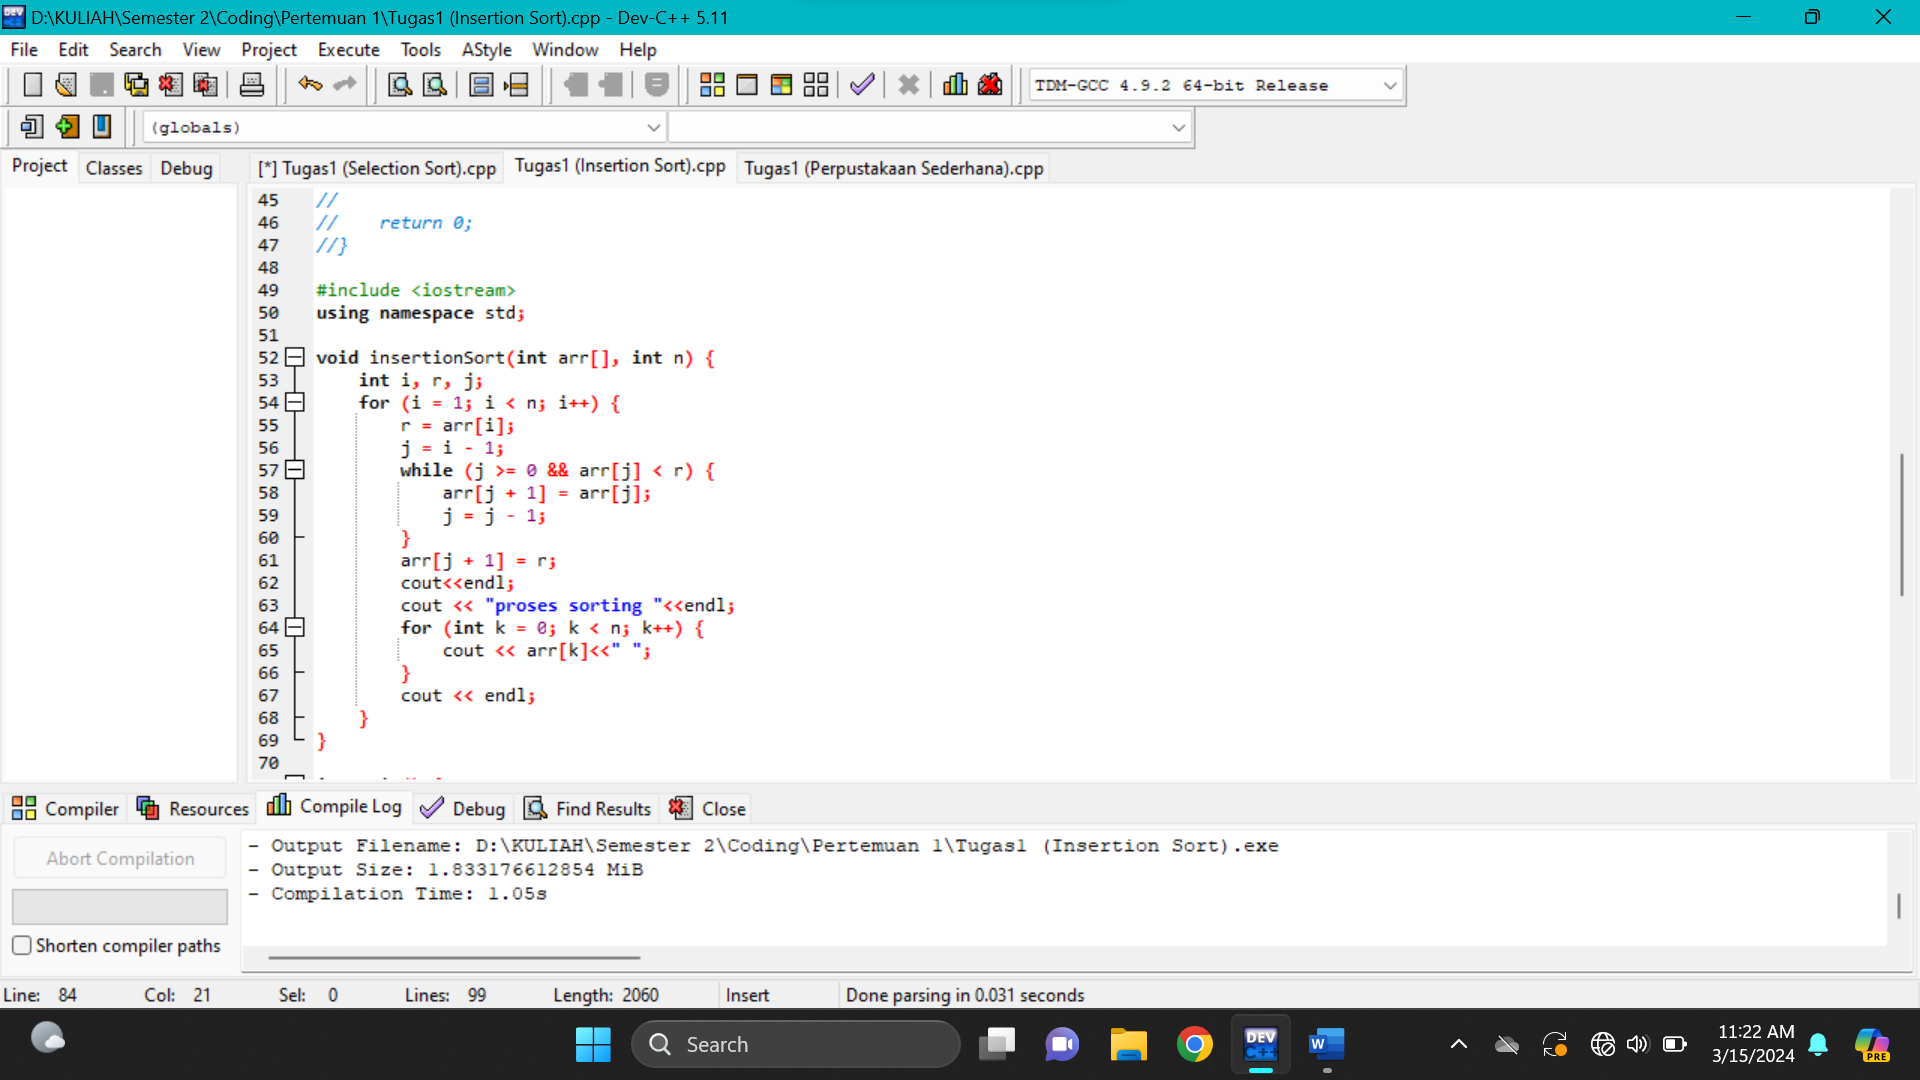 D:\KULIAH\Semester 2\Coding\Pertemuan 1\Tugas1 (Insertion Sort).cpp - Dev-C++ 5.11
File Edit Search View Project Execute Tools AStyle Window Help
TDM-GCC 4.9.2 64-bit Release
(globals)
Project Classes Debug
[*] Tugas1 (Selection Sort).cpp Tugas1 (Insertion Sort).cpp Tugas1 (Perpustakaan Sederhana).cpp
45 //
46 //    return 0;
47 //}
48
49 #include <iostream>
50 using namespace std;
51
52 void insertionSort(int arr[], int n) {
53     int i, r, j;
54     for (i = 1; i < n; i++) {
55         r = arr[i];
56         j = i - 1;
57         while (j >= 0 && arr[j] < r) {
58             arr[j + 1] = arr[j];
59             j = j - 1;
60         }
61         arr[j + 1] = r;
62         cout<<endl;
63         cout << "proses sorting "<<endl;
64         for (int k = 0; k < n; k++) {
65             cout << arr[k]<<" ";
66         }
67         cout << endl;
68     }
69 }
70
Compiler Resources Compile Log Debug Find Results Close
Abort Compilation
Shorten compiler paths
- Output Filename: D:\KULIAH\Semester 2\Coding\Pertemuan 1\Tugas1 (Insertion Sort).exe
- Output Size: 1.833176612854 MiB
- Compilation Time: 1.05s
Line: 84 Col: 21 Sel: 0 Lines: 99 Length: 2060 Insert Done parsing in 0.031 seconds
Search
DEV C++
W
PRE
11:22 AM
3/15/2024